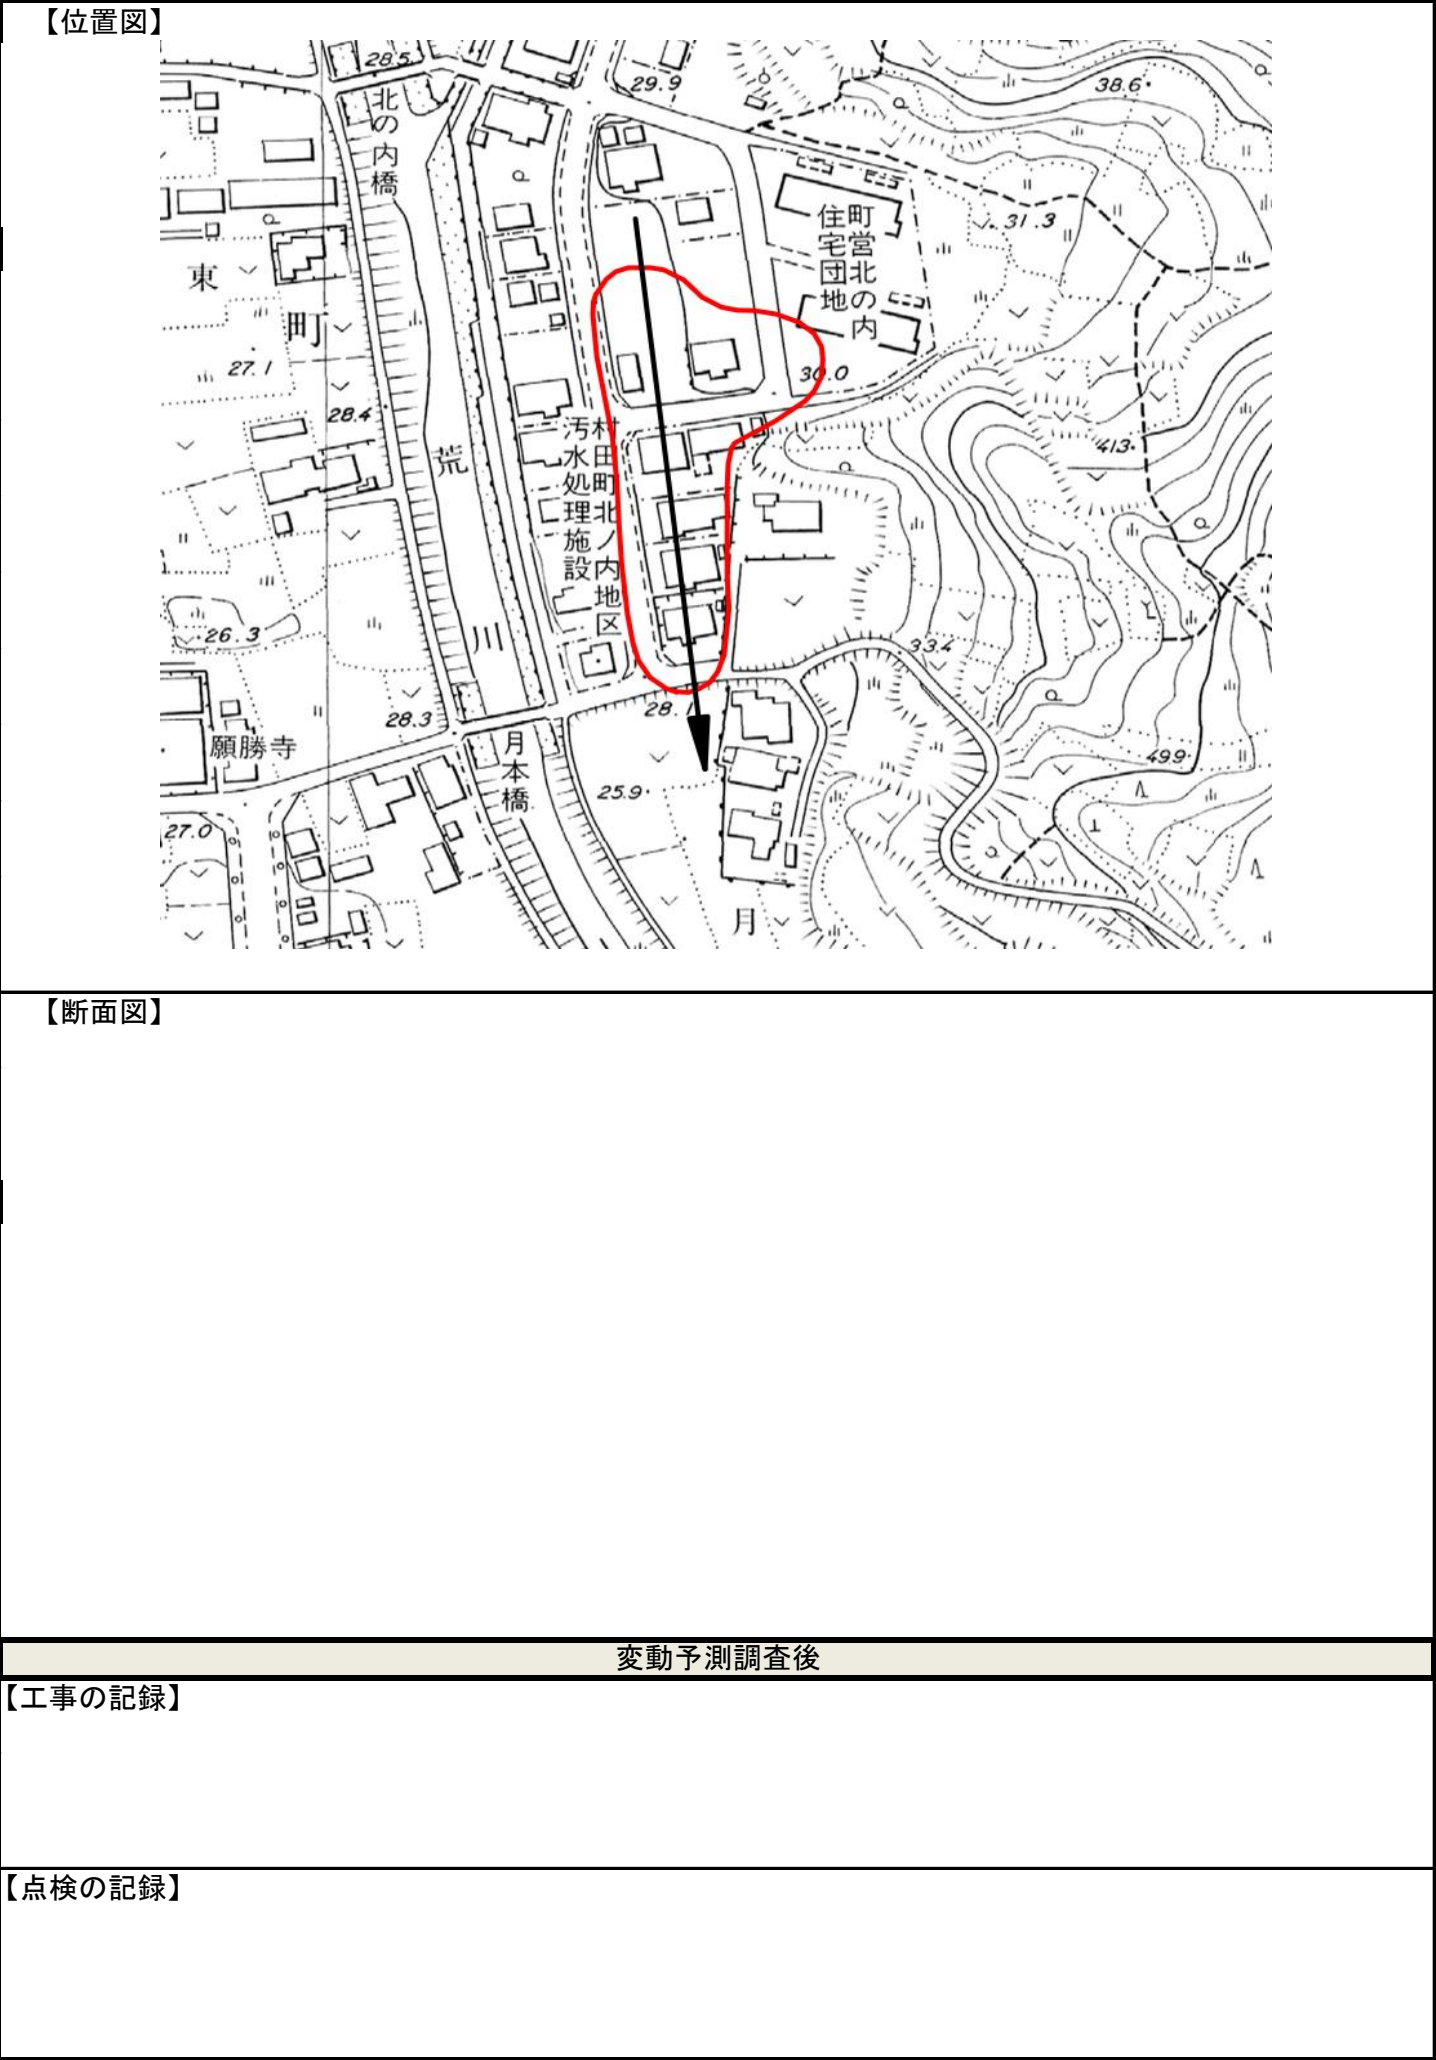 【位置図】
28.5
29.9
38.6
北の内橋
町営北の内
住宅団地
31.3
東
町
27.1
30.0
28.4
荒
413
村田町北ノ内地区
汚水処理施設
26.3
川
33.4
28.3
28.1
願勝寺
月本橋
49.9
25.9
27.0
月
【断面図】
変動予測調査後
【工事の記録】
【点検の記録】